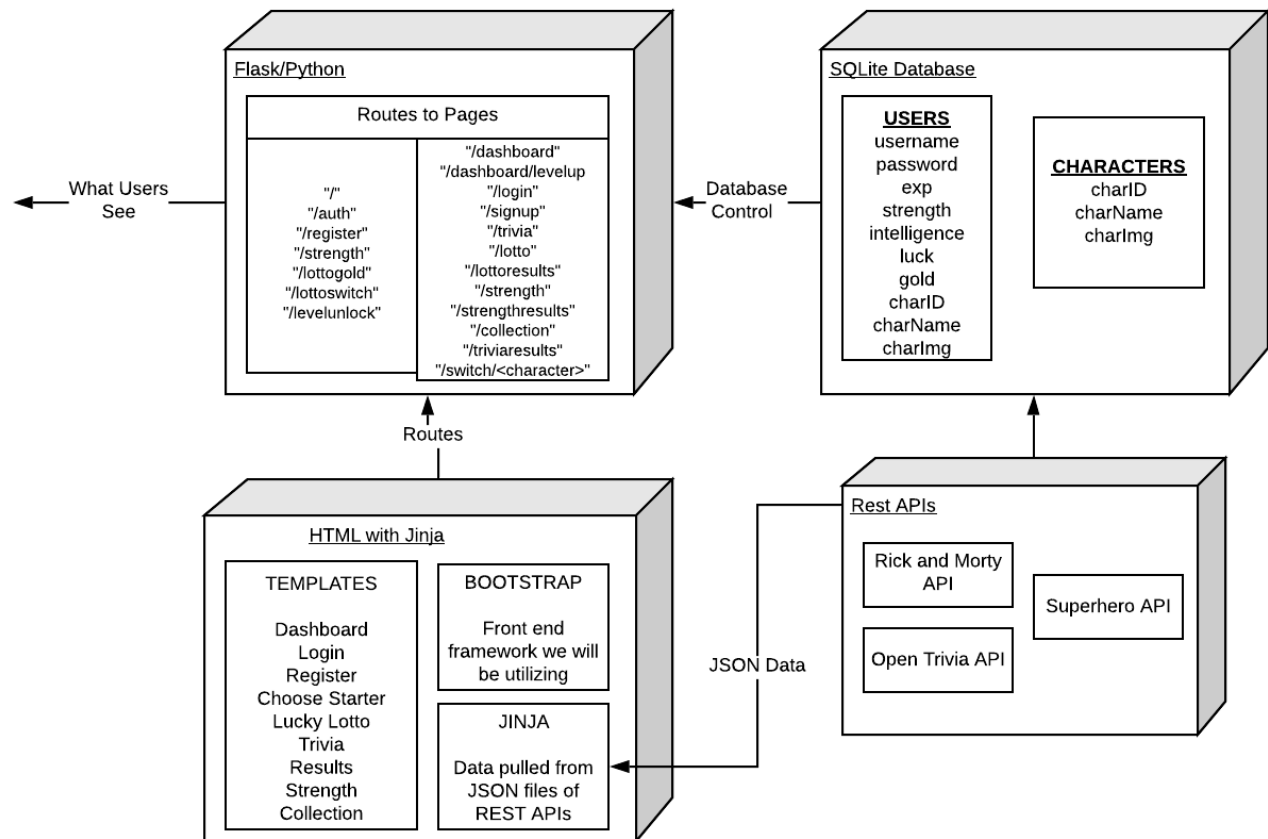 Flask/Python
Routes to Pages
"/"
"/auth"
"/register"
"/strength"
"/lottogold"
"/lottoswitch"
"/levelunlock"
"/dashboard"
"/dashboard/levelup
"/login"
"/signup"
"/trivia"
"/lotto"
"/lottoresults"
"/strength"
"/strengthresults"
"/collection"
"/triviaresults"
"/switch/<character>"
What Users
See
Database
Control
SQLite Database
USERS
username
password
exp
strength
intelligence
luck
gold
charID
charName
charImg
CHARACTERS
charID
charName
charImg
Routes
HTML with Jinja
TEMPLATES
Dashboard
Login
Register
Choose Starter
Lucky Lotto
Trivia
Results
Strength
Collection
BOOTSTRAP
Front end
framework we will
be utilizing
JINJA
Data pulled from
JSON files of
REST APIs
JSON Data
Rest APIs
Rick and Morty
API
Open Trivia API
Superhero API